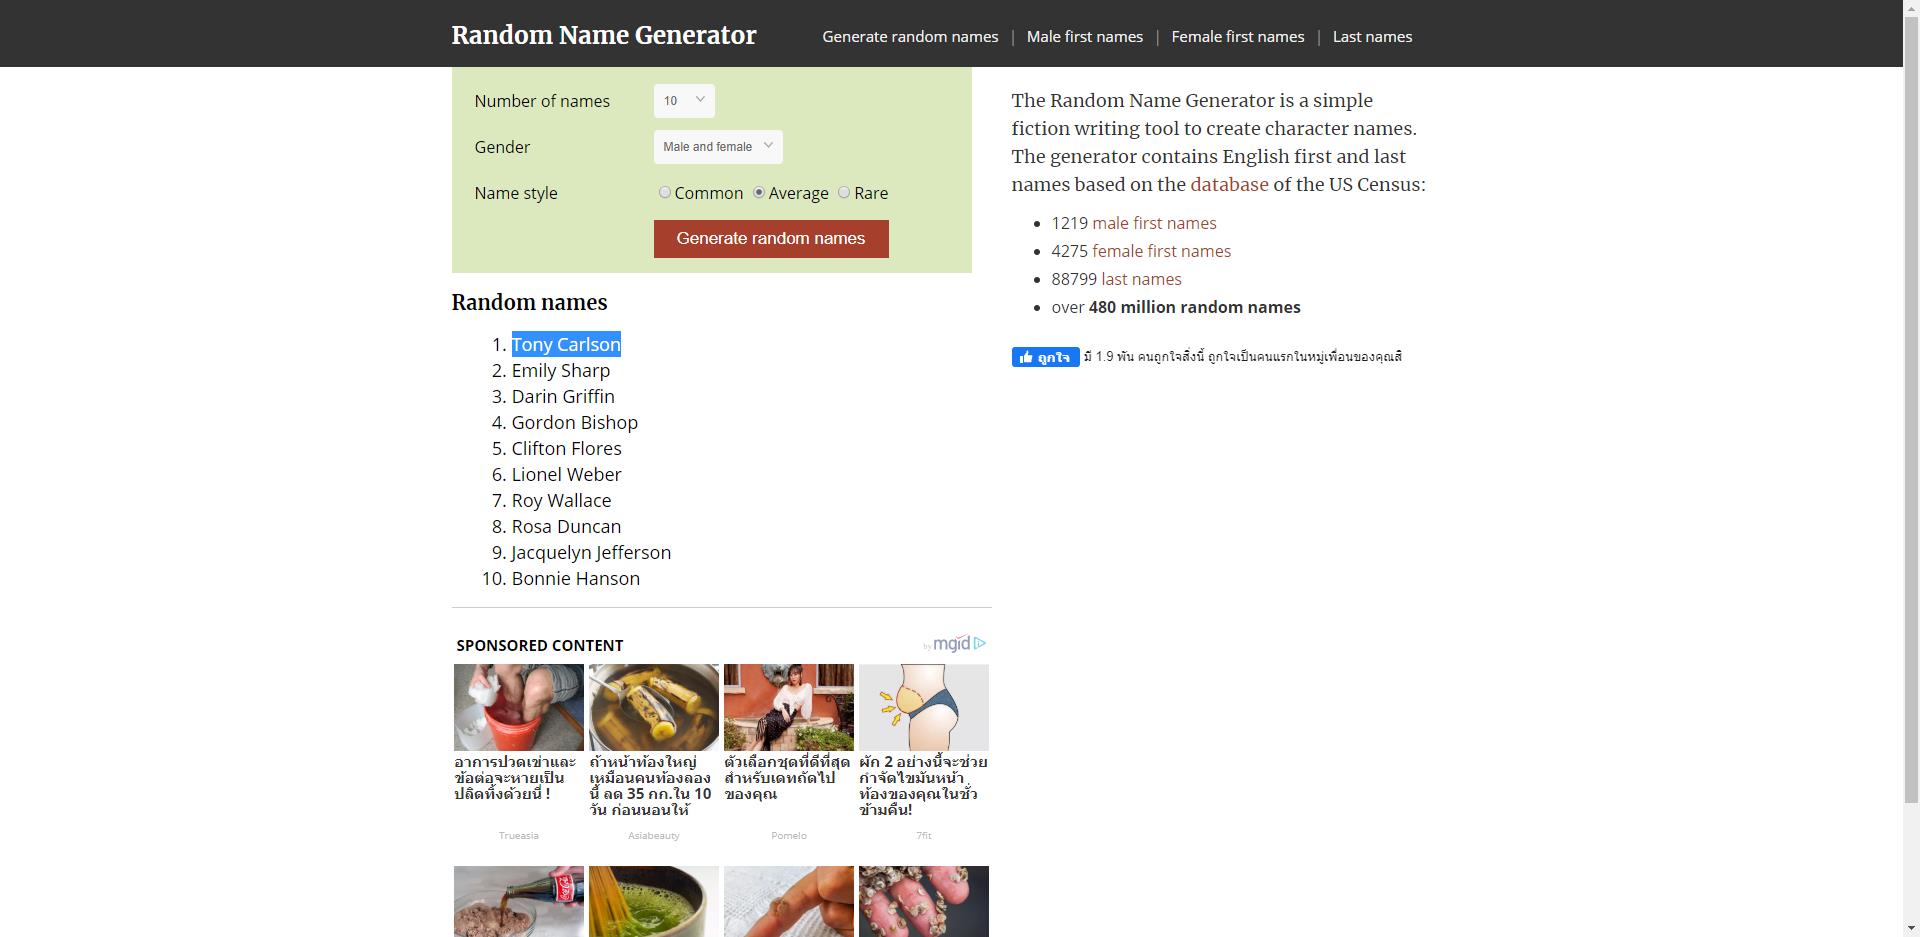 Random Name Generator
Generate random names | Male first names | Female first names | Last names
Number of names 10
Gender Male and female
Name style Common Average Rare
Generate random names
The Random Name Generator is a simple
fiction writing tool to create character names.
The generator contains English first and last
names based on the database of the US Census:
1219 male first names
4275 female first names
88799 last names
over 480 million random names
ถูกใจ มี 1.9 พัน คนถูกใจสิ่งนี้ ถูกใจเป็นคนแรกในหมู่เพื่อนของคุณสิ
Random names
1. Tony Carlson
2. Emily Sharp
3. Darin Griffin
4. Gordon Bishop
5. Clifton Flores
6. Lionel Weber
7. Roy Wallace
8. Rosa Duncan
9. Jacquelyn Jefferson
10. Bonnie Hanson
SPONSORED CONTENT
by mgid
อาการปวดเข่าและ
ข้อต่อจะหายเป็น
ปลิดทิ้งด้วยนี่ !
Trueasia
ถ้าหน้าท้องใหญ่
เหมือนคนท้องลอง
นี้ ลด 35 กก.ใน 10
วัน ก่อนนอนให้
Asiabeauty
ตัวเลือกชุดที่ดีที่สุด
สำหรับเดทถัดไป
ของคุณ
Pomelo
ผัก 2 อย่างนี้จะช่วย
กำจัดไขมันหน้า
ท้องของคุณในชั่ว
ข้ามคืน!
7fit